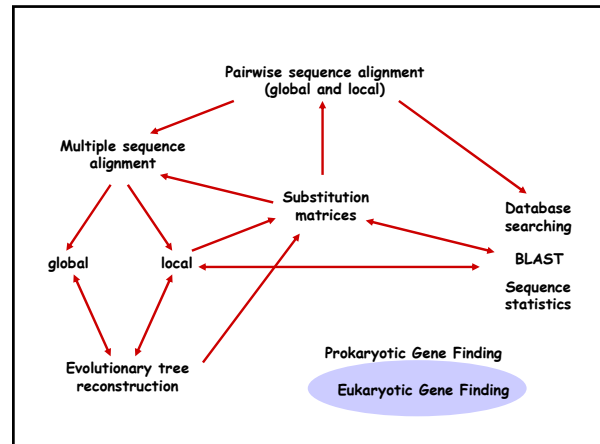 Pairwise sequence alignment
(global and local)
Multiple sequence
alignment
Substitution
matrices
Database
searching
global
local
BLAST
Sequence
statistics
Evolutionary tree
reconstruction
Prokaryotic Gene Finding
Eukaryotic Gene Finding